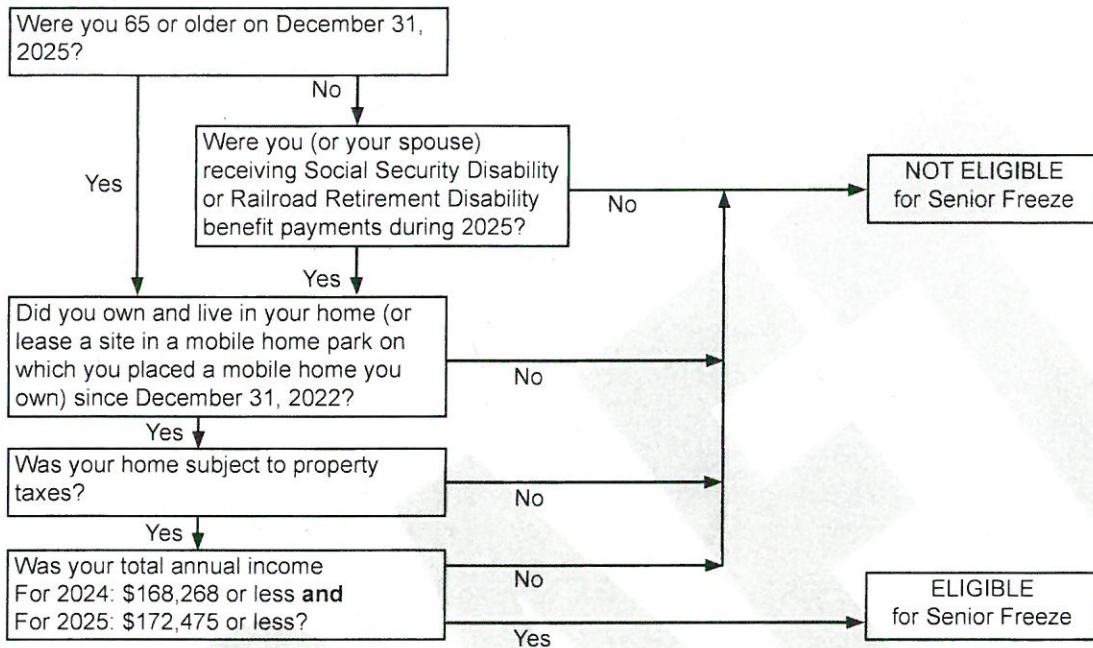 Were you 65 or older on December 31,
2025?
No
Yes
Were you (or your spouse)
receiving Social Security Disability
or Railroad Retirement Disability
benefit payments during 2025?
No
NOT ELIGIBLE
for Senior Freeze
Yes
Did you own and live in your home (or
lease a site in a mobile home park on
which you placed a mobile home you
own) since December 31, 2022?
No
Yes
Was your home subject to property
taxes?
No
Yes
Was your total annual income
For 2024: $168,268 or less and
For 2025: $172,475 or less?
No
Yes
ELIGIBLE
for Senior Freeze